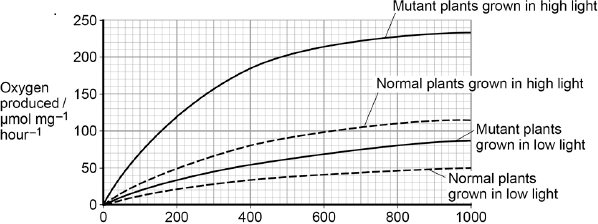 Mutant plants grown in high light
250
200
Oxygen
produced /
µmol mg–1
hour–1
Normal plants grown in high light
150
100
Mutant plants
grown in low light
50
Normal plants
grown in low light
0
0 200 400 600 800 1000